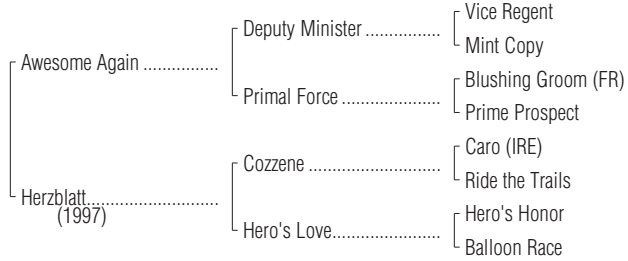 Vice Regent
Deputy Minister ..................
Mint Copy
Awesome Again ................
Blushing Groom (FR)
Primal Force .......................
Prime Prospect
Caro (IRE)
Cozzene ..............................
Ride the Trails
Herzblatt.............................
(1997)
Hero's Honor
Hero's Love.........................
Balloon Race